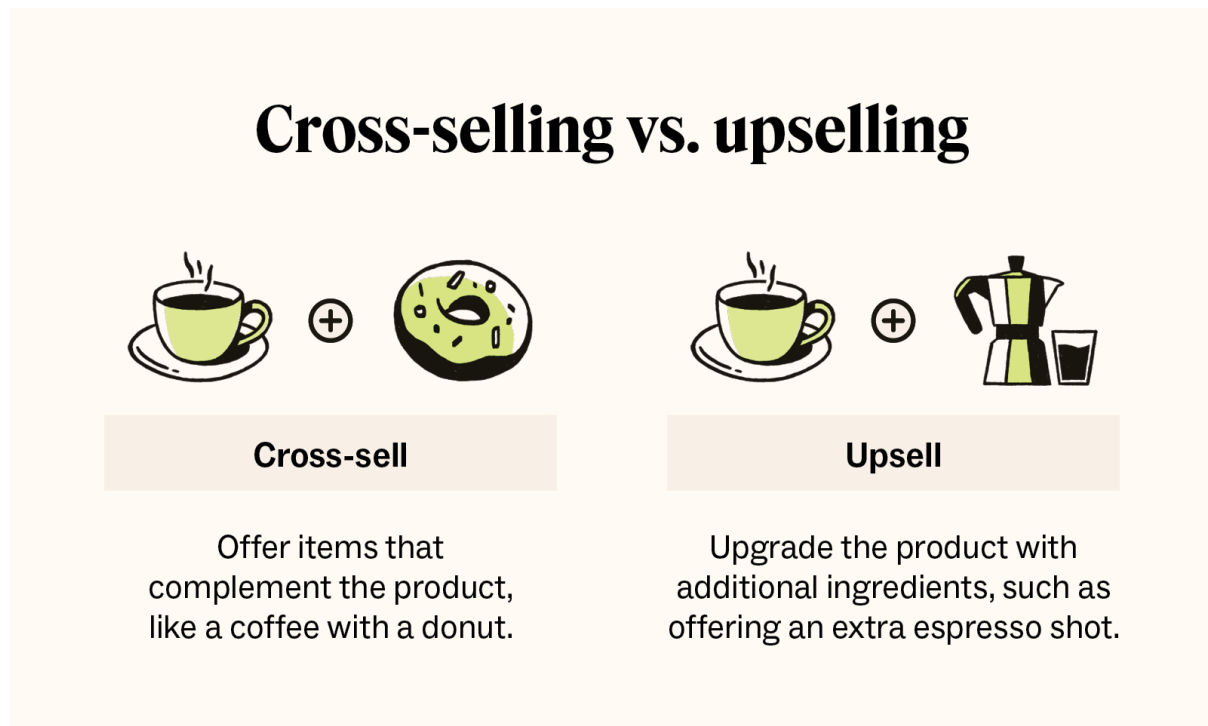 Cross-selling vs. upselling
Cross-sell
Offer items that
complement the product,
like a coffee with a donut.
Upsell
Upgrade the product with
additional ingredients, such as
offering an extra espresso shot.